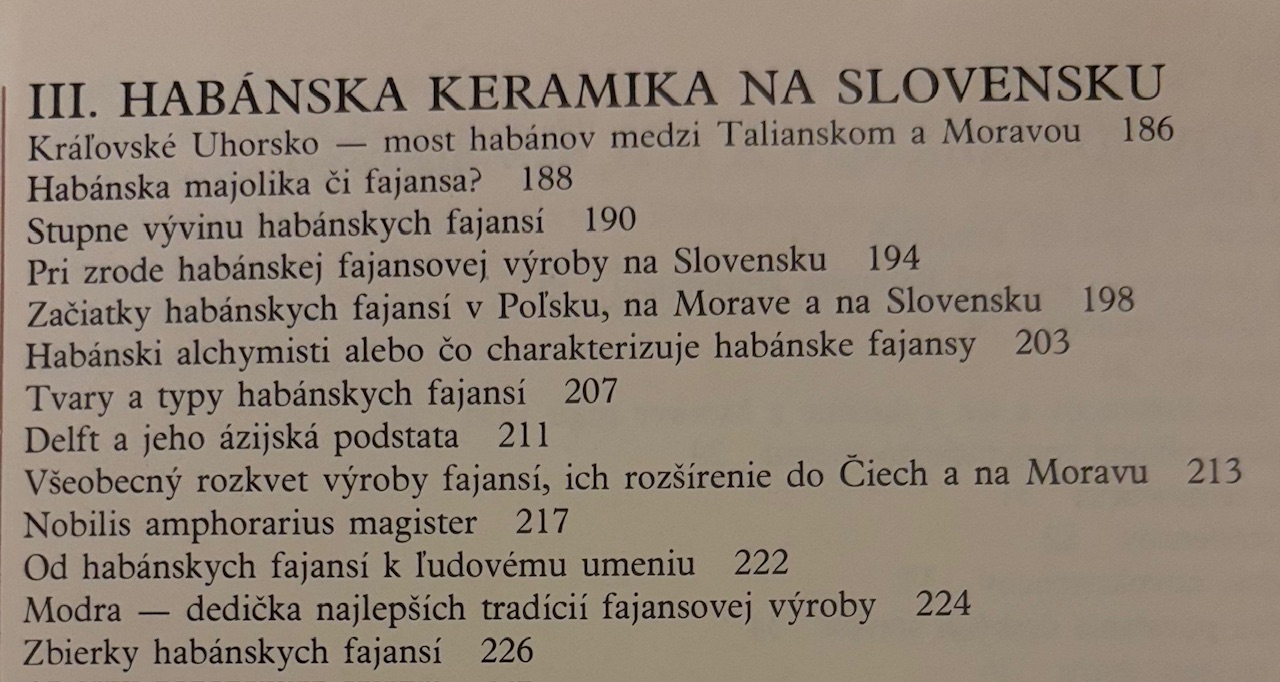 III. HABÁNSKA KERAMIKA NA SLOVENSKU
Kráľovské Uhorsko — most habánov medzi Talianskom a Moravou 186
Habánska majolika či fajansa? 188
Stupne vývinu habánskych fajansí 190
Pri zrode habánskej fajansovej výroby na Slovensku 194
Začiatky habánskych fajansí v Poľsku, na Morave a na Slovensku 198
Habánski alchymisti alebo čo charakterizuje habánske fajansy 203
Tvary a typy habánskych fajansí 207
Delft a jeho ázijská podstata 211
Všeobecný rozkvet výroby fajansí, ich rozšírenie do Čiech a na Moravu 213
Nobilis amphorarius magister 217
Od habánskych fajansí k ľudovému umeniu 222
Modra — dedička najlepších tradícií fajansovej výroby 224
Zbierky habánskych fajansí 226